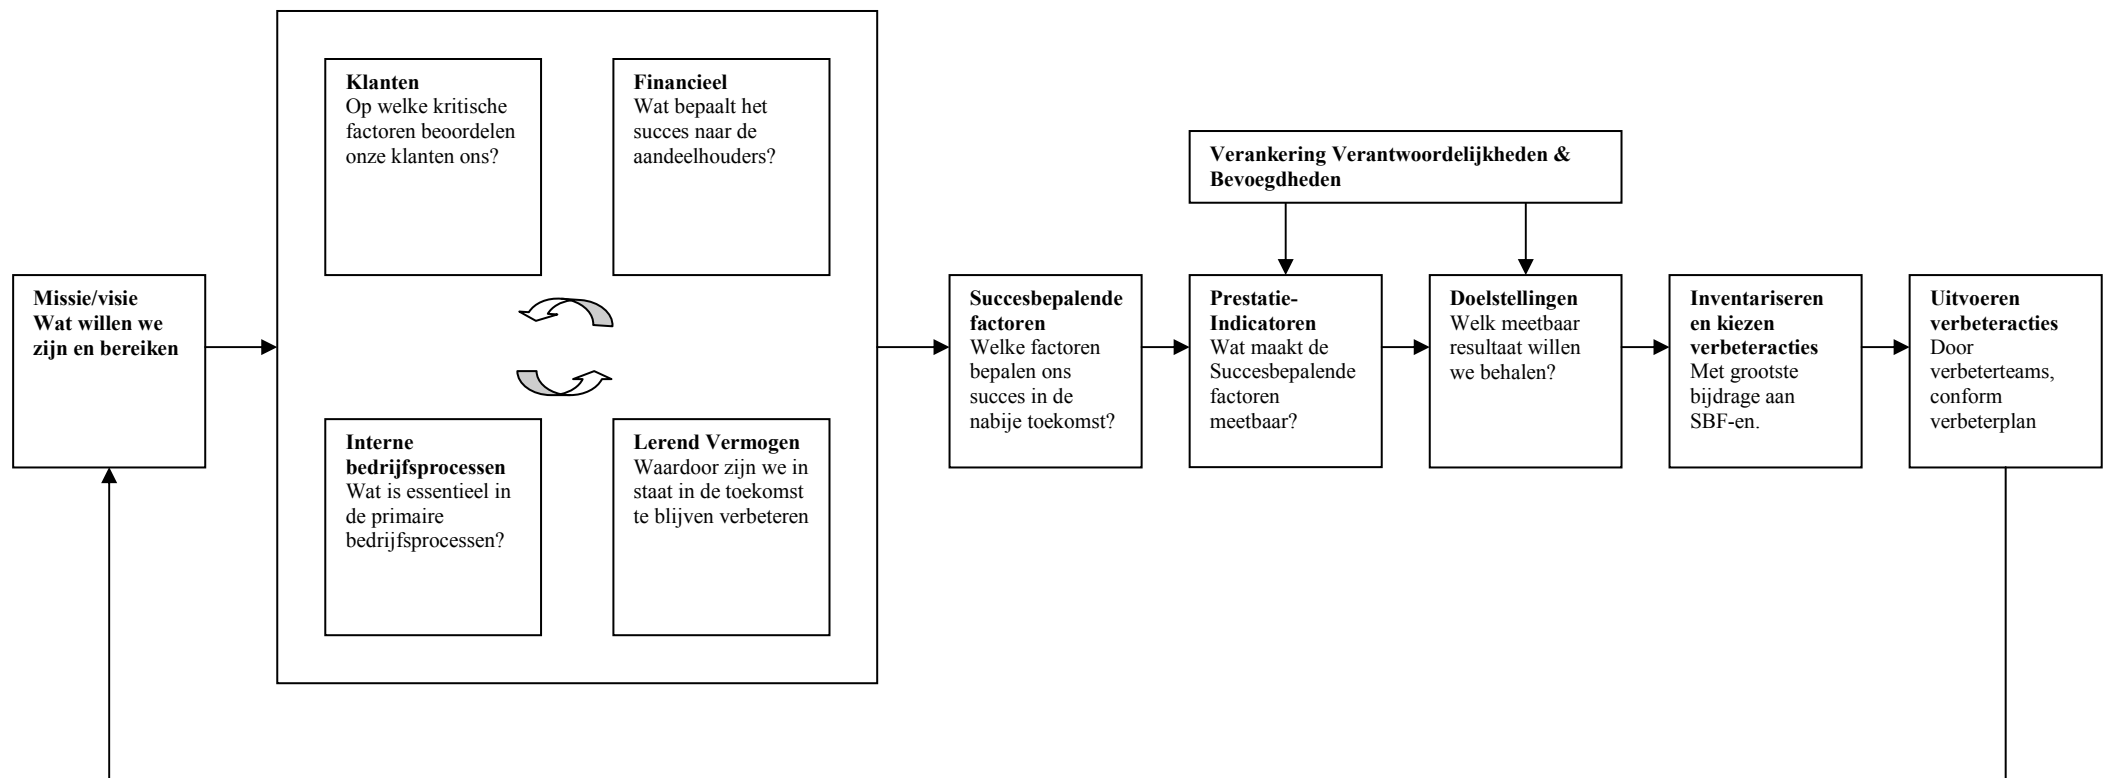 Klanten
Op welke kritische
factoren beoordelen
onze klanten ons?
Financieel
Wat bepaalt het
succes naar de
aandeelhouders?
Verankering Verantwoordelijkheden &
Bevoegdheden
Missie/visie
Wat willen we
zijn en bereiken
Interne
bedrijfsprocessen
Wat is essentieel in
de primaire
bedrijfsprocessen?
Lerend Vermogen
Waardoor zijn we in
staat in de toekomst
te blijven verbeteren
Succesbepalende
factoren
Welke factoren
bepalen ons
succes in de
nabije toekomst?
Prestatie-
Indicatoren
Wat maakt de
Succesbepalende
factoren
meetbaar?
Doelstellingen
Welk meetbaar
resultaat willen
we behalen?
Inventariseren
en kiezen
verbeteracties
Met grootste
bijdrage aan
SBF-en.
Uitvoeren
verbeteracties
Door
verbeterteams,
conform
verbeterplan